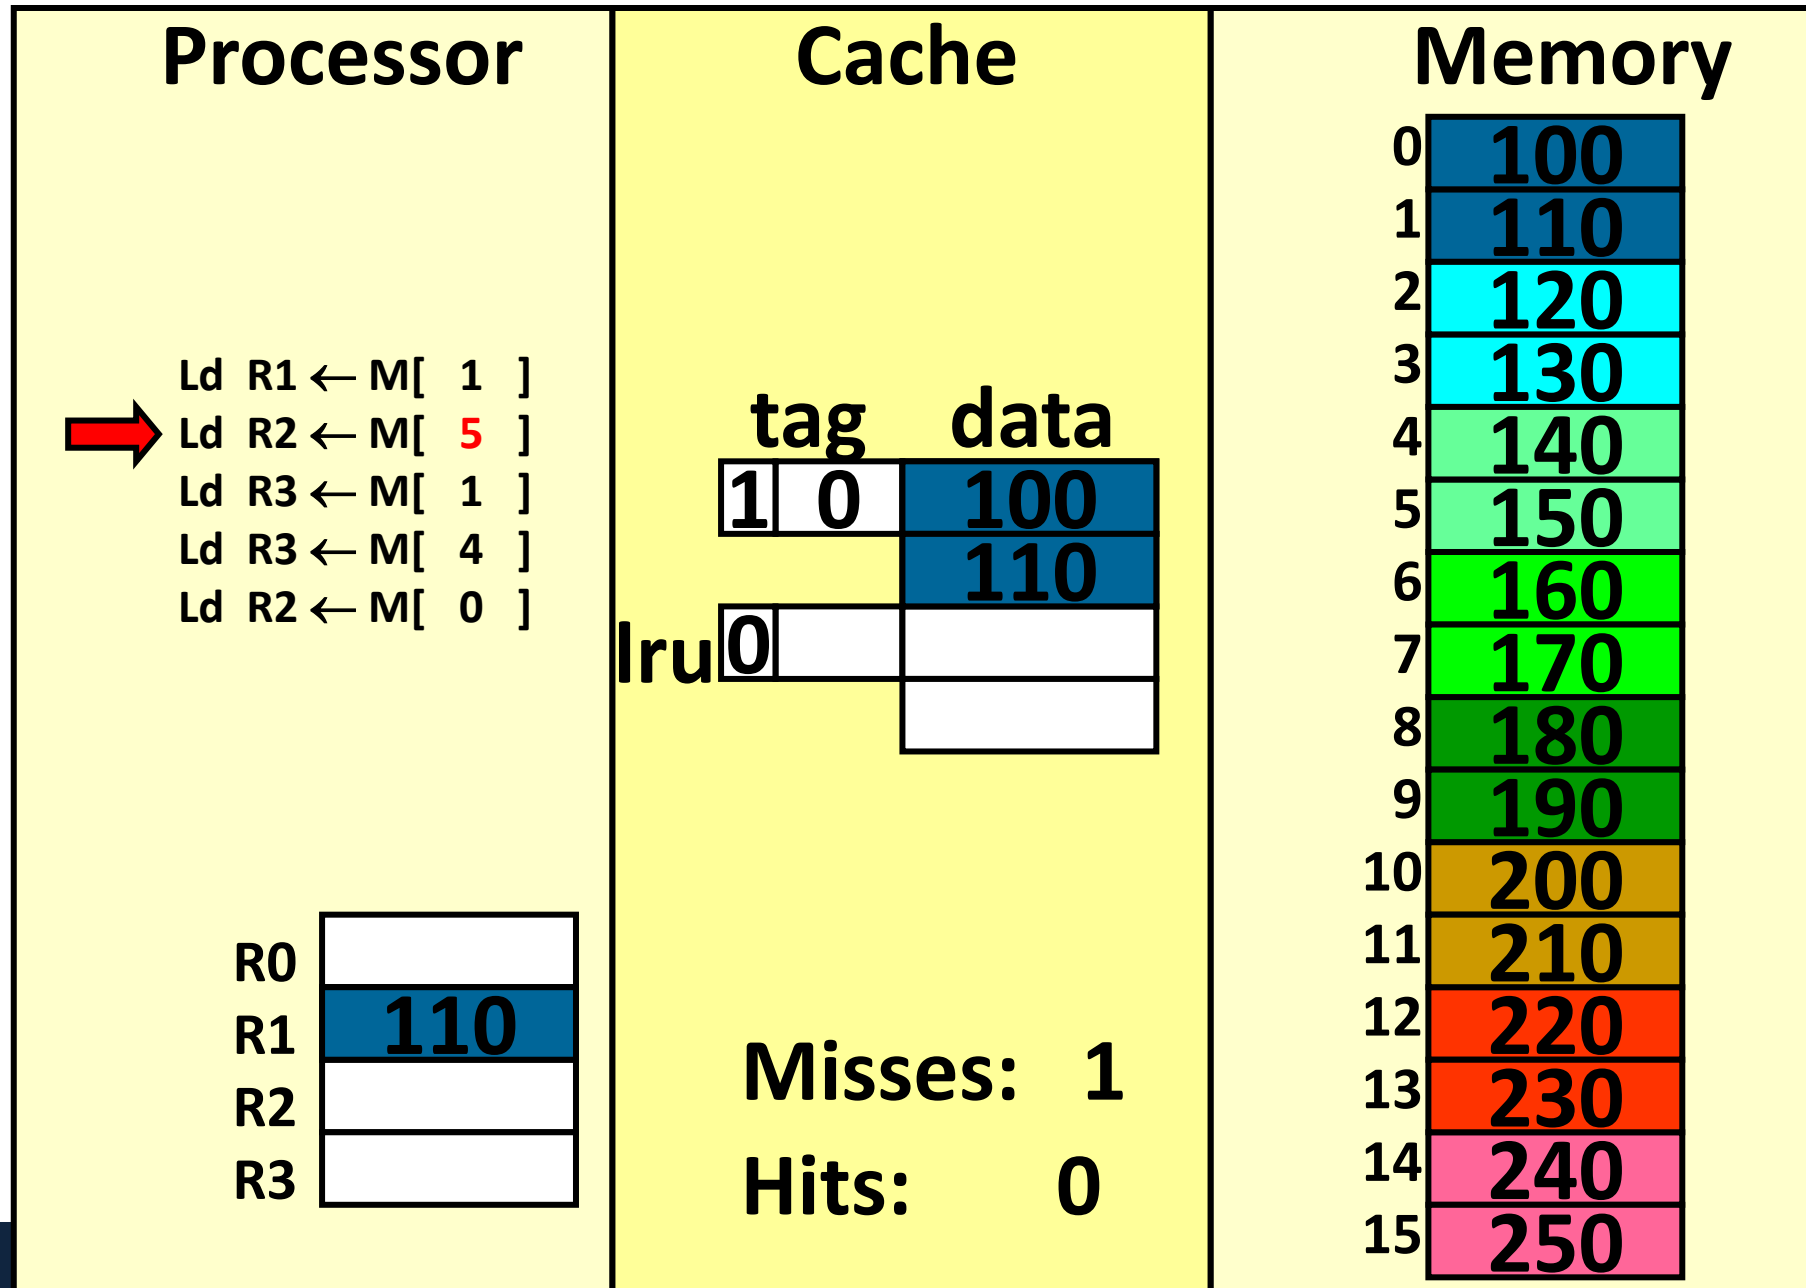 Processor
Ld R1 ← M[ 1 ]
Ld R2 ← M[ 5 ]
Ld R3 ← M[ 1 ]
Ld R3 ← M[ 4 ]
Ld R2 ← M[ 0 ]
R0
R1 110
R2
R3
Cache
tag data
1 0 100
110
lru 0
Misses: 1
Hits: 0
Memory
0 100
1 110
2 120
3 130
4 140
5 150
6 160
7 170
8 180
9 190
10 200
11 210
12 220
13 230
14 240
15 250